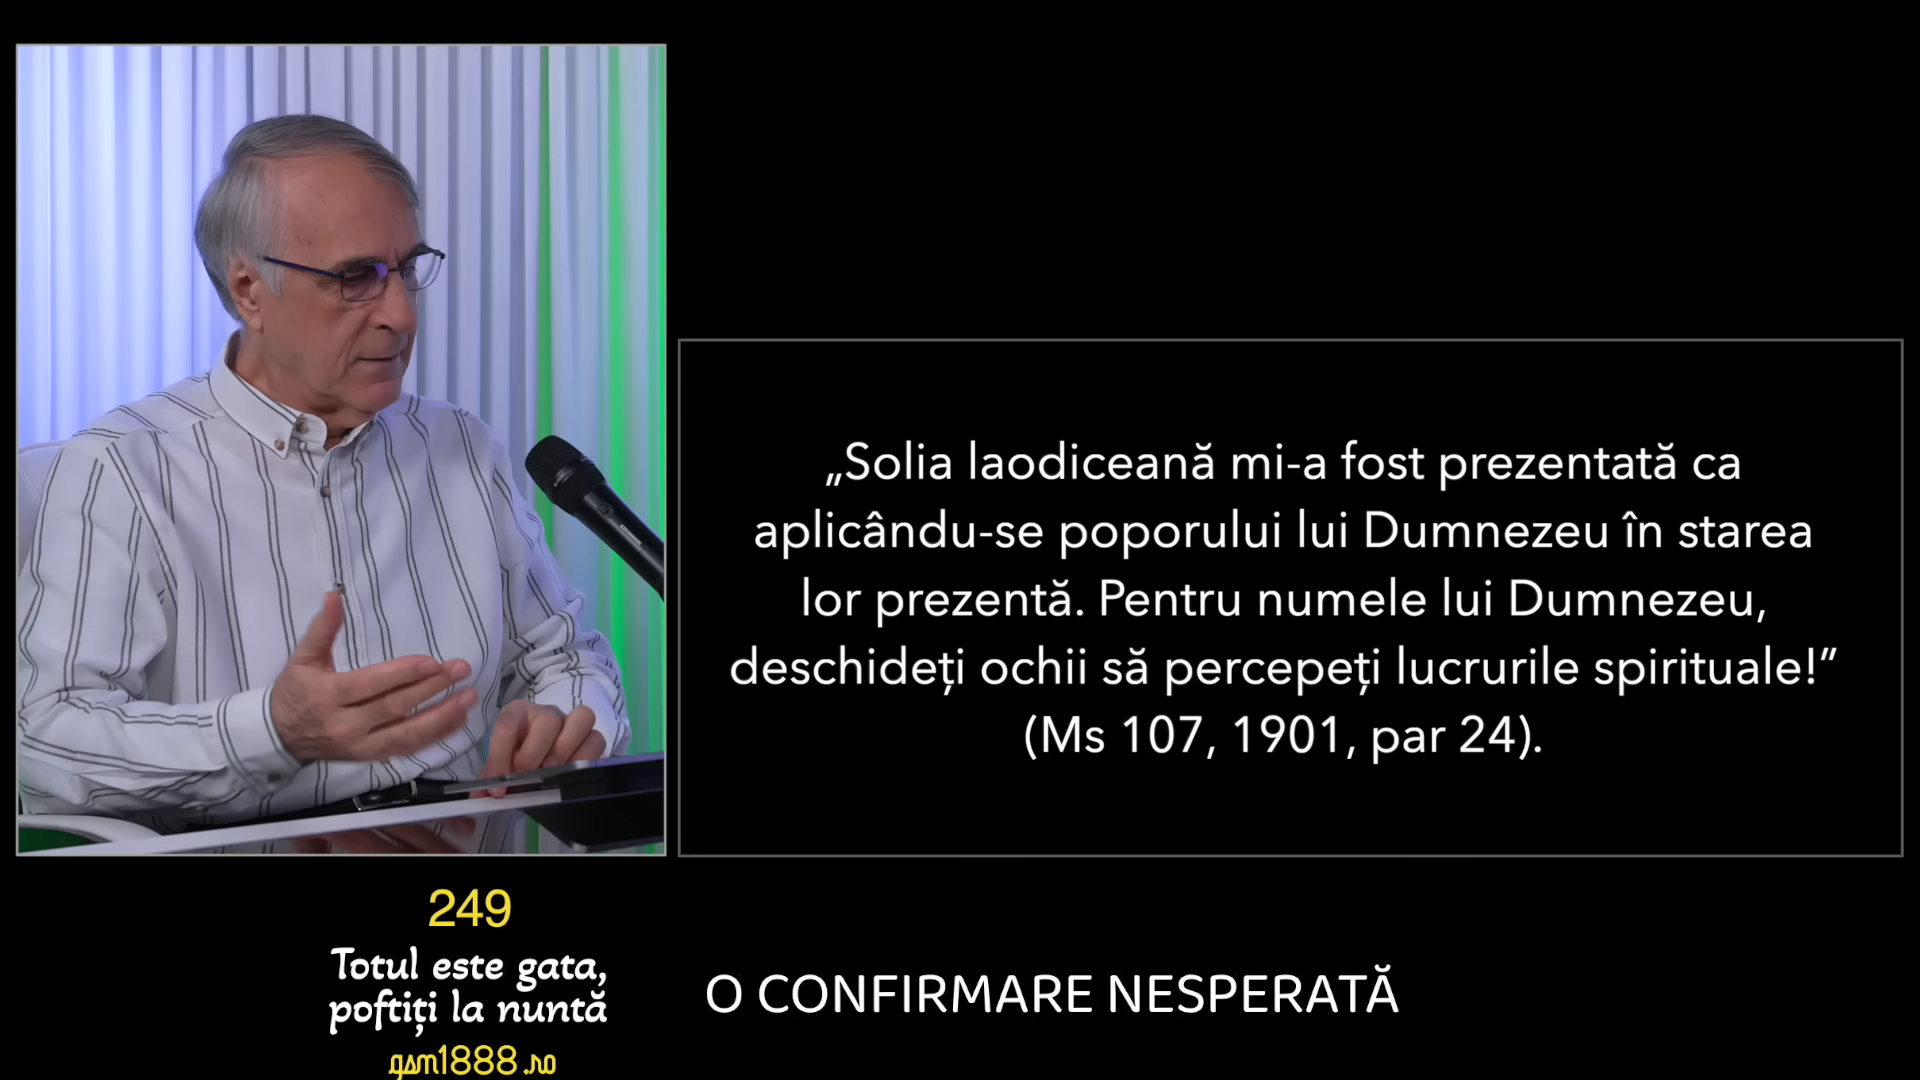 „Solia laodiceană mi-a fost prezentată ca
aplicându-se poporului lui Dumnezeu în starea
lor prezentă. Pentru numele lui Dumnezeu,
deschideți ochii să percepeți lucrurile spirituale!”
(Ms 107, 1901, par 24).
249
Totul este gata,
poftiți la nuntă
gsm1888.ro
O CONFIRMARE NESPERATĂ